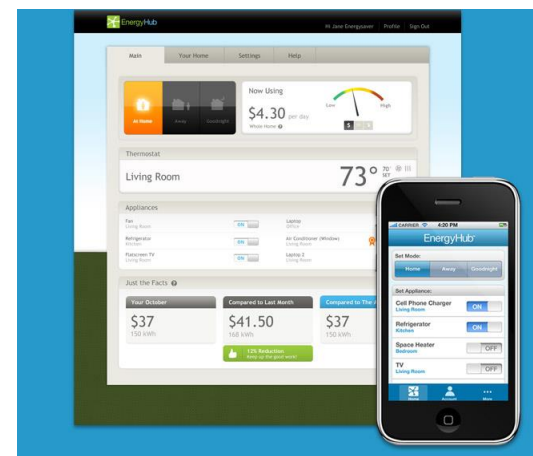 EnergyHub
Hi Jane Energysaver Profile Sign Out
Main Your Home Settings Help
At Home Away Goodnight
Now Using
$4.30 per day
Whole Home
Low High
Thermostat
Living Room 73° 70° SET
Appliances
Fan
Living Room
ON
Laptop
Office
Refrigerator
Kitchen
ON
Air Conditioner (Window)
Living Room
Flatscreen TV
Living Room
ON
Laptop 2
Living Room
Just the Facts
Your October
$37
150 kWh
Compared to Last Month
$41.50
168 kWh
12% Reduction
Keep up the good work!
Compared to The A
$37
150 kWh
CARRIER 4:20 PM
EnergyHub
Set Mode:
Home Away Goodnight
Set Appliance:
Cell Phone Charger
Living Room
ON
Refrigerator
Kitchen
ON
Space Heater
Bedroom
OFF
TV
Living Room
OFF
Home Account More